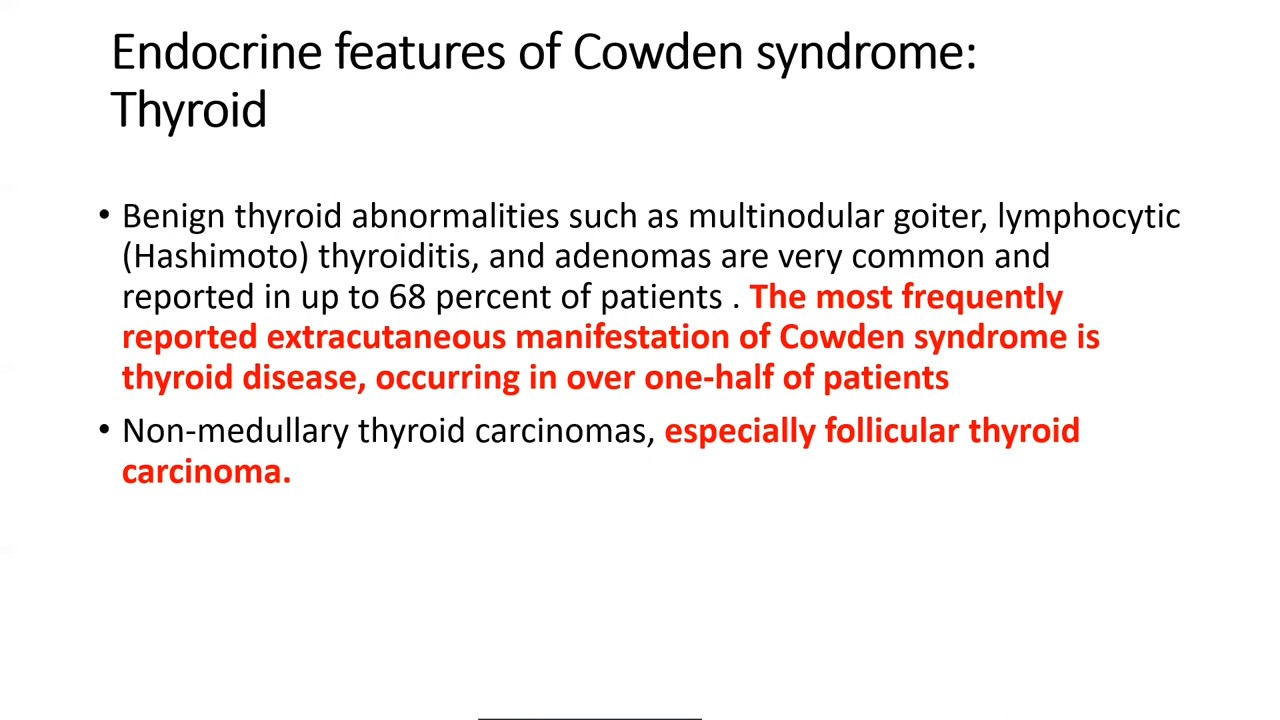 Endocrine features of Cowden syndrome:
Thyroid
• Benign thyroid abnormalities such as multinodular goiter, lymphocytic
(Hashimoto) thyroiditis, and adenomas are very common and
reported in up to 68 percent of patients . The most frequently
reported extracutaneous manifestation of Cowden syndrome is
thyroid disease, occurring in over one-half of patients
• Non-medullary thyroid carcinomas, especially follicular thyroid
carcinoma.